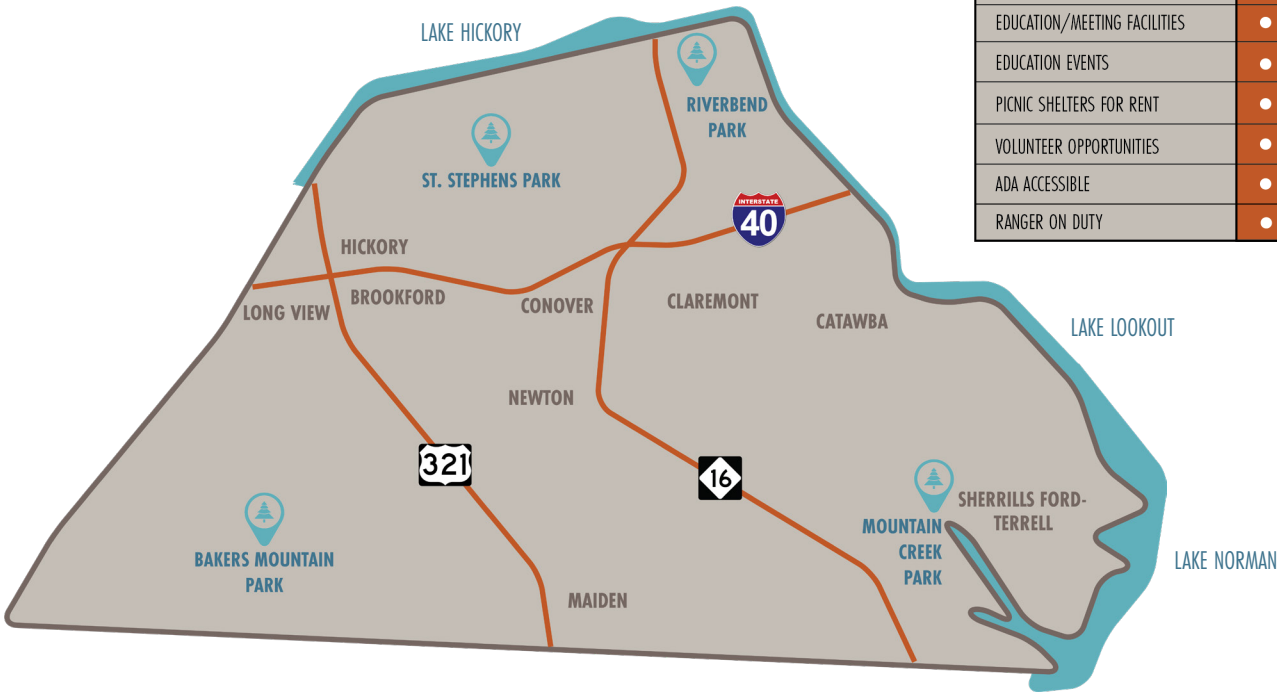 LAKE HICKORY
EDUCATION/MEETING FACILITIES
EDUCATION EVENTS
PICNIC SHELTERS FOR RENT
VOLUNTEER OPPORTUNITIES
ADA ACCESSIBLE
RANGER ON DUTY
RIVERBEND
PARK
ST. STEPHENS PARK
INTERSTATE
40
HICKORY
LONG VIEW
BROOKFORD
CONOVER
CLAREMONT
CATAWBA
LAKE LOOKOUT
NEWTON
321
16
SHERRILLS FORD-
TERRELL
MOUNTAIN
CREEK
PARK
BAKERS MOUNTAIN
PARK
LAKE NORMAN
MAIDEN